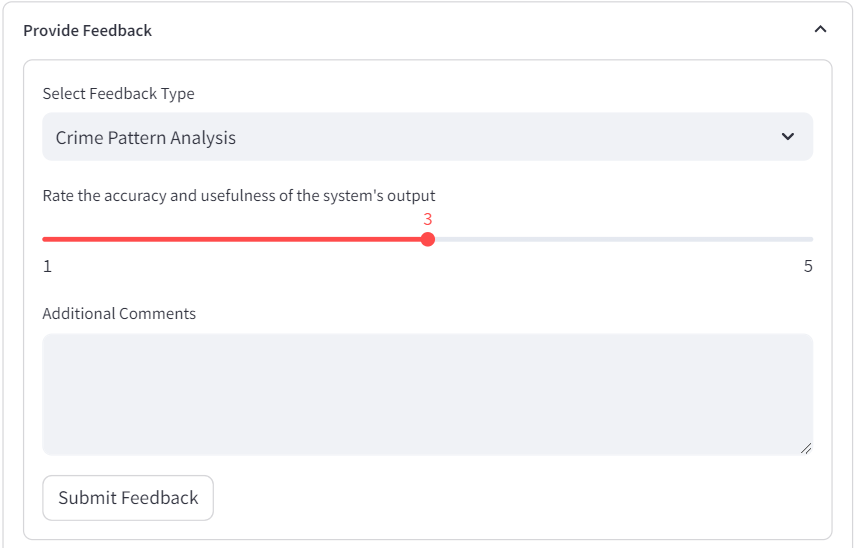 Provide Feedback
Select Feedback Type
Crime Pattern Analysis
Rate the accuracy and usefulness of the system's output
3
1 5
Additional Comments
Submit Feedback